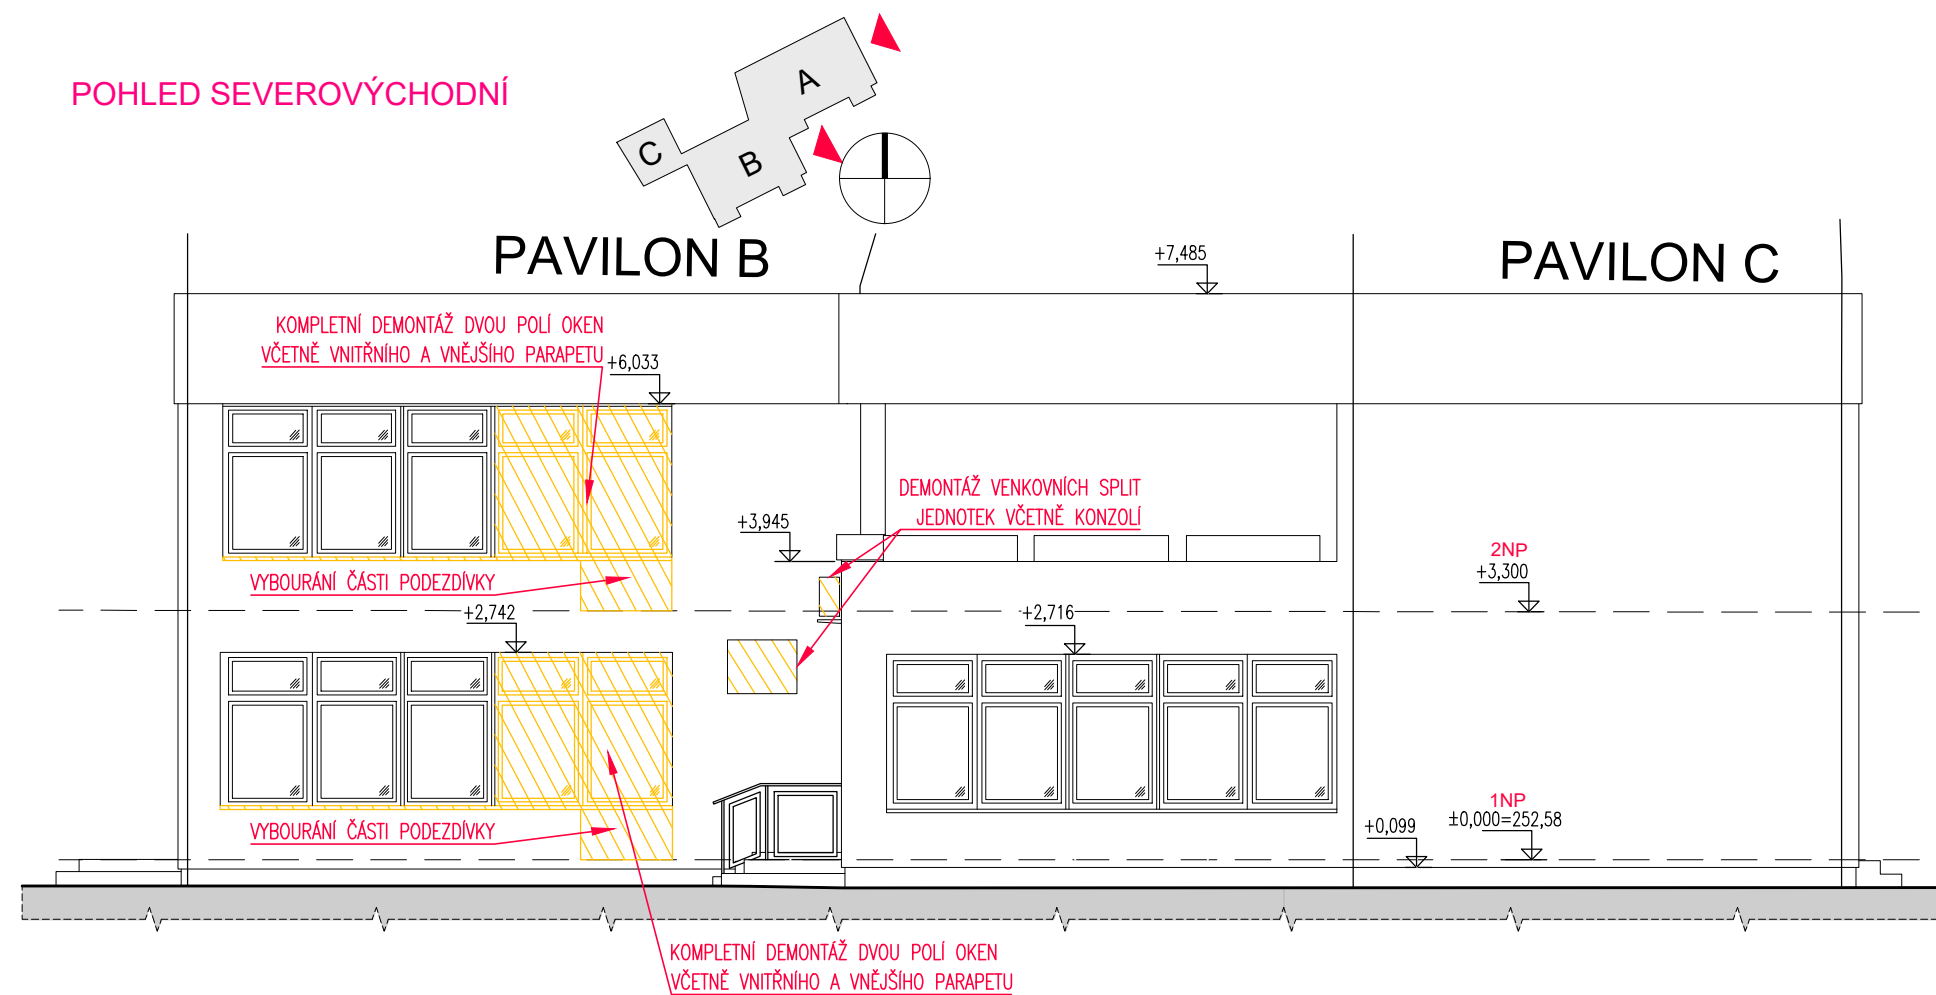 POHLED SEVEROVÝCHODNÍ
A
B
C
PAVILON B
PAVILON C
+7,485
KOMPLETNÍ DEMONTÁŽ DVOU POLÍ OKEN
VČETNĚ VNITŘNÍHO A VNĚJŠÍHO PARAPETU
+6,033
DEMONTÁŽ VENKOVNÍCH SPLIT
JEDNOTEK VČETNĚ KONZOLÍ
+3,945
2NP
+3,300
VYBOURÁNÍ ČÁSTI PODEZDÍVKY
+2,742
+2,716
1NP
±0,000=252,58
+0,099
VYBOURÁNÍ ČÁSTI PODEZDÍVKY
KOMPLETNÍ DEMONTÁŽ DVOU POLÍ OKEN
VČETNĚ VNITŘNÍHO A VNĚJŠÍHO PARAPETU